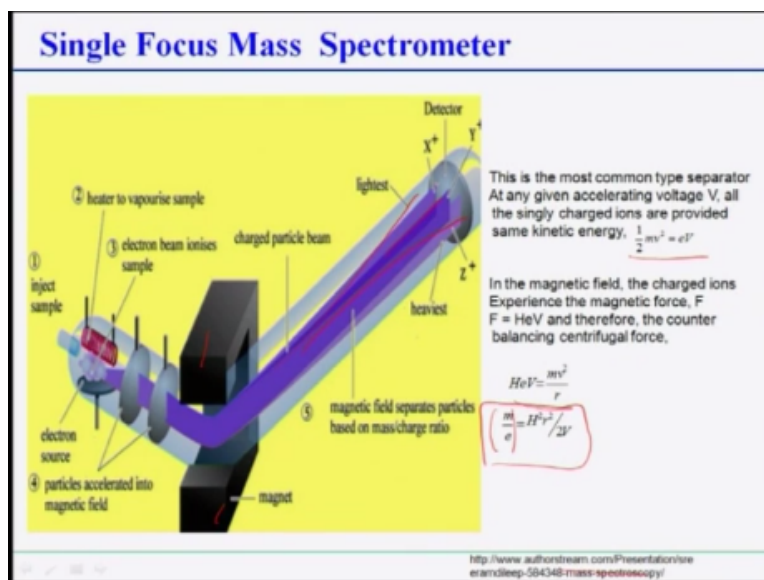 Single Focus Mass Spectrometer
Detector
X+
Y+
lightest
② heater to vapourise sample
③ electron beam ionises
sample
charged particle beam
①
inject
sample
Z+
heaviest
⑤
magnetic field separates particles
based on mass/charge ratio
electron
source
④ particles accelerated into
magnetic field
magnet
This is the most common type separator
At any given accelerating voltage V, all
the singly charged ions are provided
same kinetic energy, 1/2 mv² = eV
In the magnetic field, the charged ions
Experience the magnetic force, F
F = HeV and therefore, the counter
balancing centrifugal force,
HeV= mv²/r
(m/e)=H²r²/2V
http://www.authorstream.com/Presentation/sre
eramdileep-584348-mass-spectroscopy/